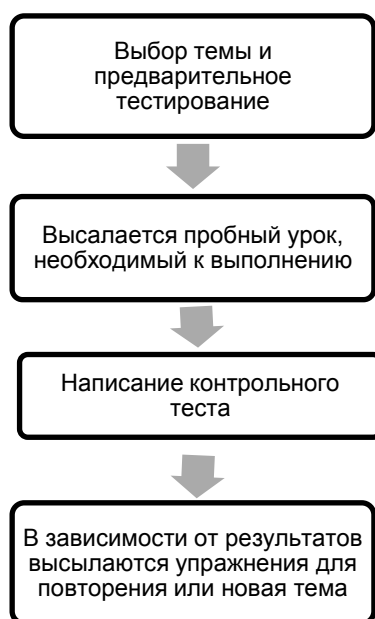 Выбор темы и
предварительное
тестирование
Высалается пробный урок,
необходимый к выполнению
Написание контрольного
теста
В зависимости от результатов
высылаются упражнения для
повторения или новая тема